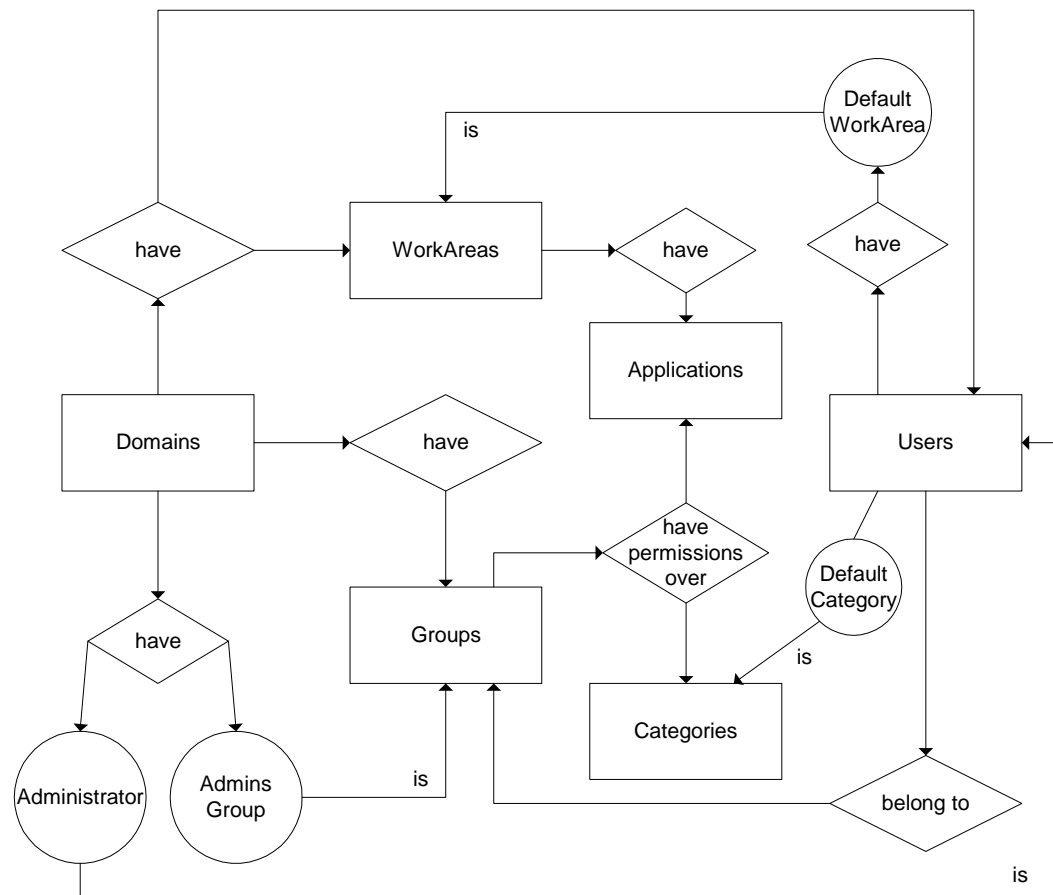 Default
WorkArea
is
have
WorkAreas
have
have
Applications
Domains
have
Users
have
permissions
over
Default
Category
have
Groups
is
Categories
Administrator
Admins
Group
is
belong to
is